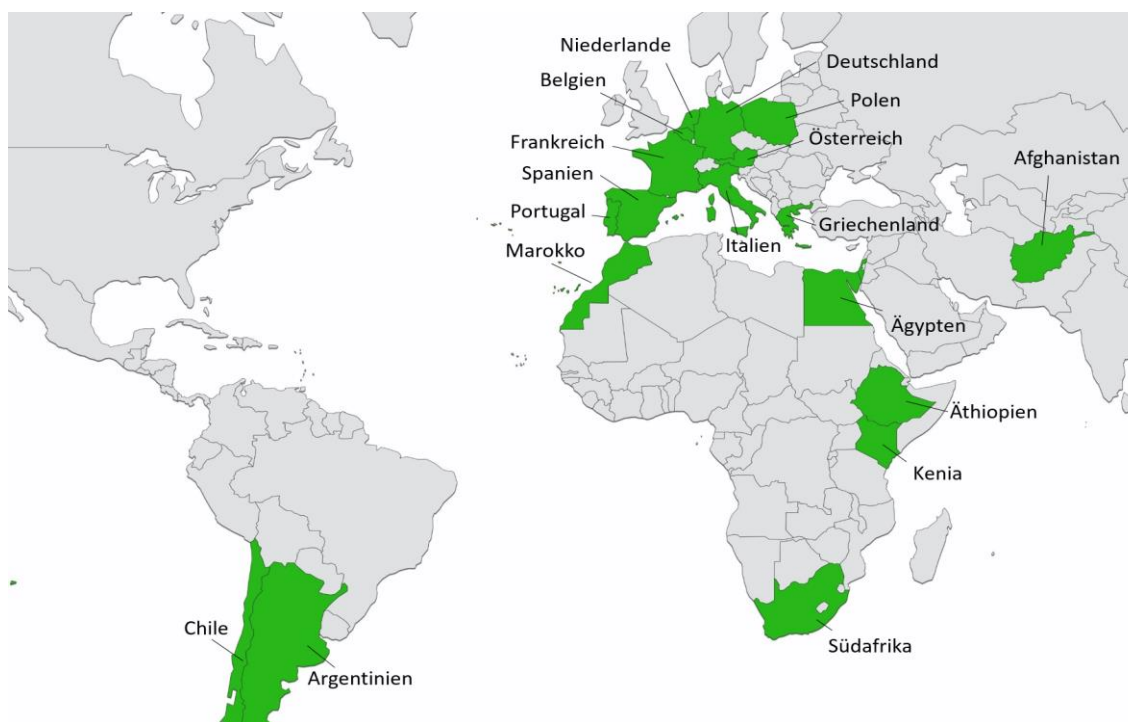 Niederlande
Deutschland
Belgien
Polen
Frankreich
Österreich
Afghanistan
Spanien
Portugal
Griechenland
Italien
Marokko
Ägypten
Äthiopien
Kenia
Chile
Südafrika
Argentinien